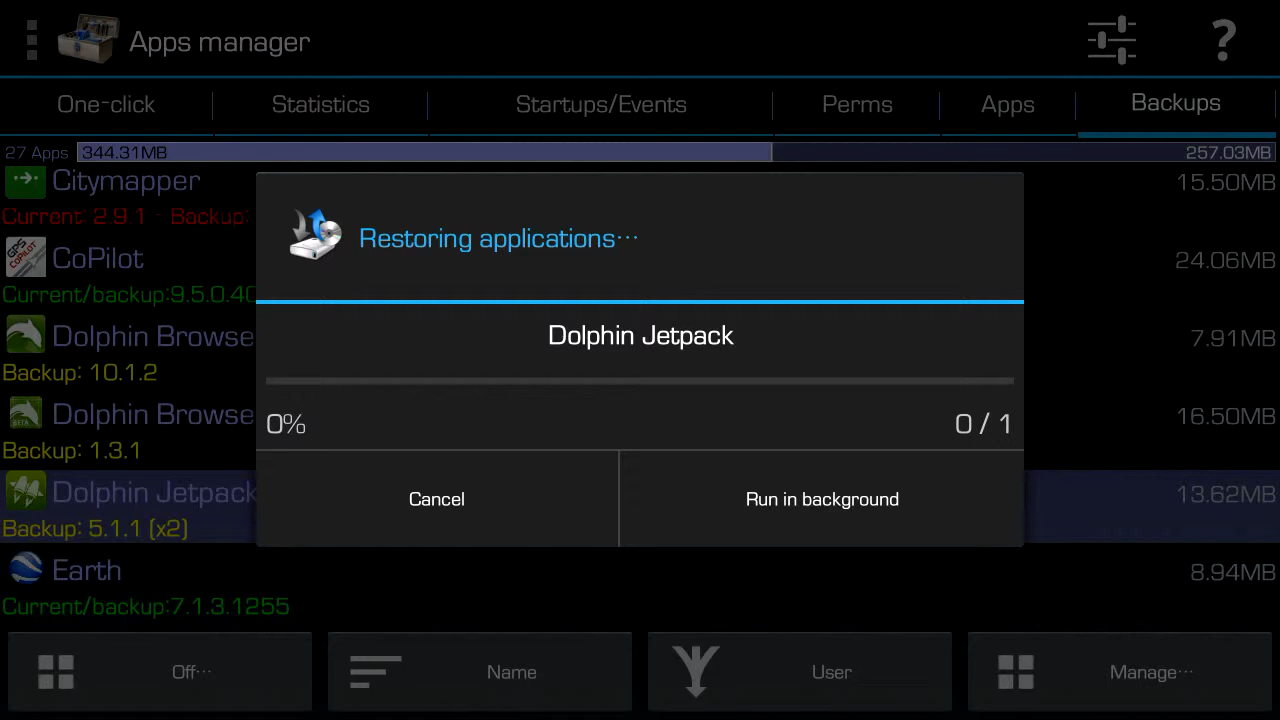 Apps manager
?
One-click
Statistics
Startups/Events
Perms
Apps
Backups
27 Apps
344.31MB
257.03MB
Citymapper
15.50MB
Current: 2.9.1 - Backup:
GPS
COPILOT
CoPilot
24.06MB
Current/backup:9.5.0.40
Dolphin Browse
7.91MB
Backup: 10.1.2
BETA
Dolphin Browse
16.50MB
Backup: 1.3.1
Dolphin Jetpack
13.62MB
Backup: 5.1.1 (x2)
Earth
8.94MB
Current/backup:7.1.3.1255
Restoring applications...
Dolphin Jetpack
0%
0 / 1
Cancel
Run in background
Off...
Name
User
Manage...